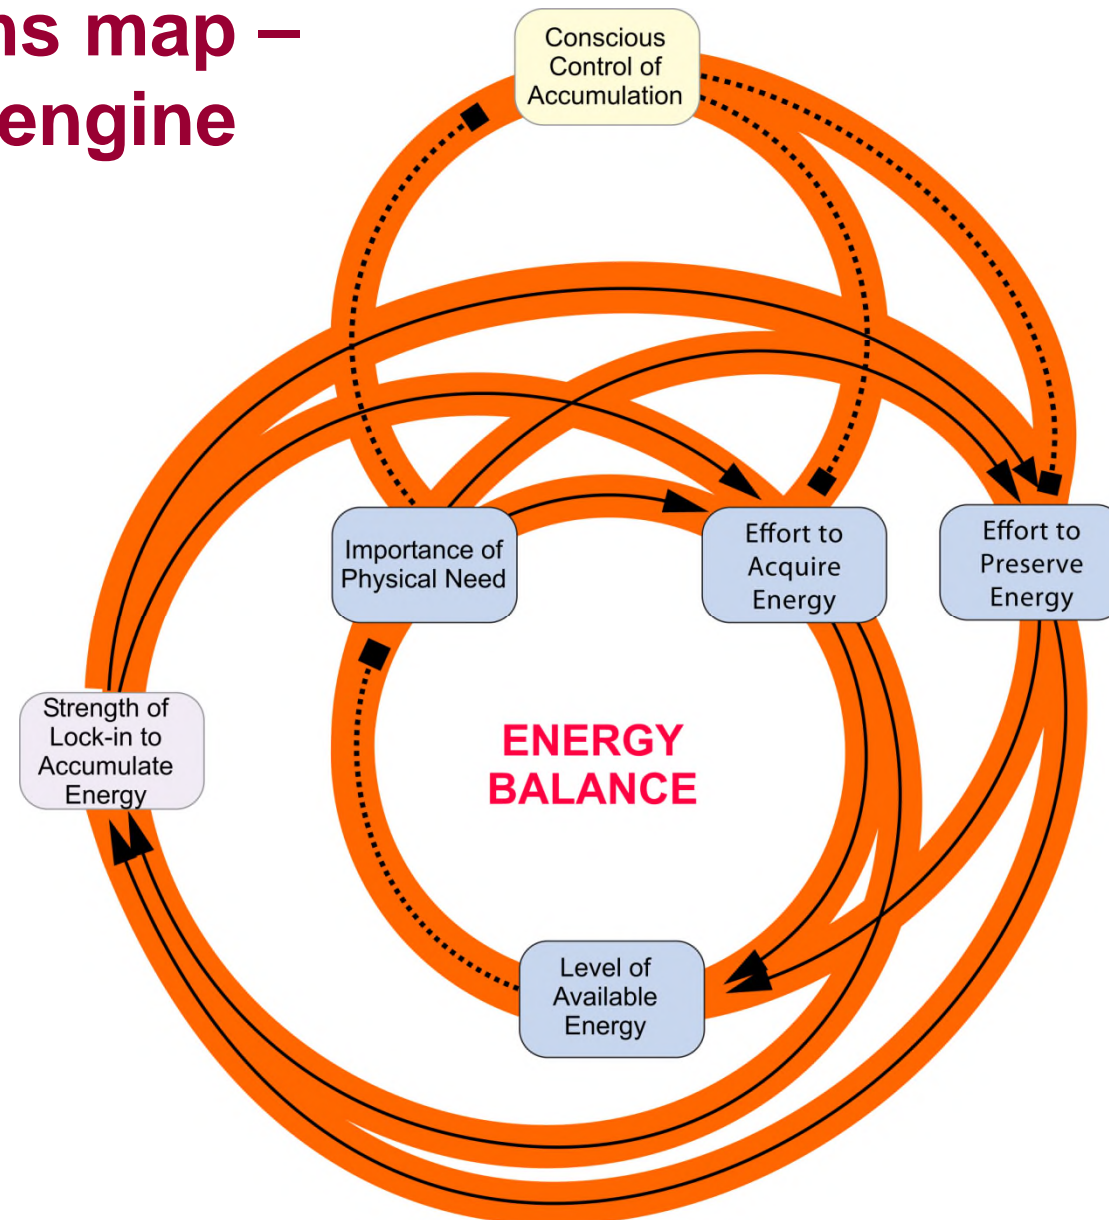 ns map –
engine
Conscious
Control of
Accumulation
Importance of
Physical Need
Effort to
Acquire
Energy
Effort to
Preserve
Energy
Strength of
Lock-in to
Accumulate
Energy
ENERGY
BALANCE
Level of
Available
Energy